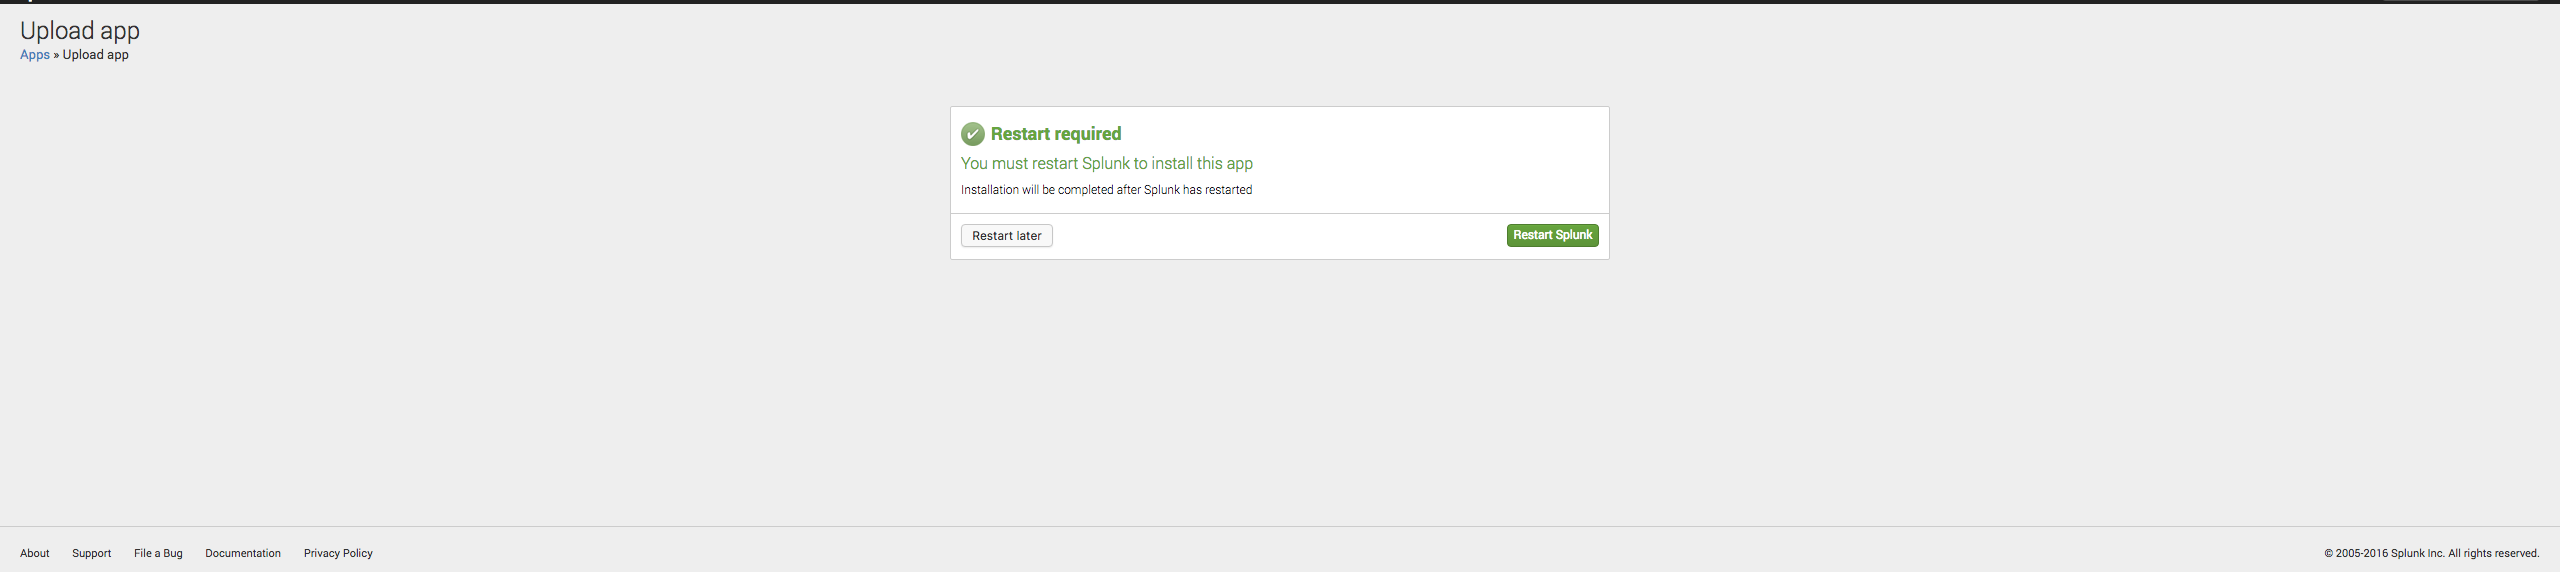 Upload app
Apps » Upload app
Restart required
You must restart Splunk to install this app
Installation will be completed after Splunk has restarted
Restart later
Restart Splunk
About Support File a Bug Documentation Privacy Policy
© 2005-2016 Splunk Inc. All rights reserved.